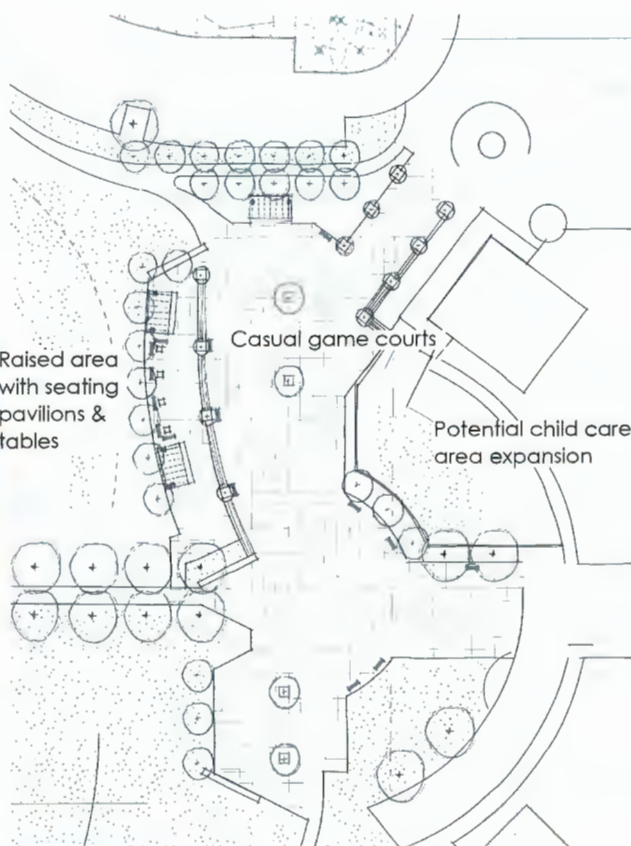 Casual game courts
Raised area
with seating
pavilions &
tables
Potential child care
area expansion